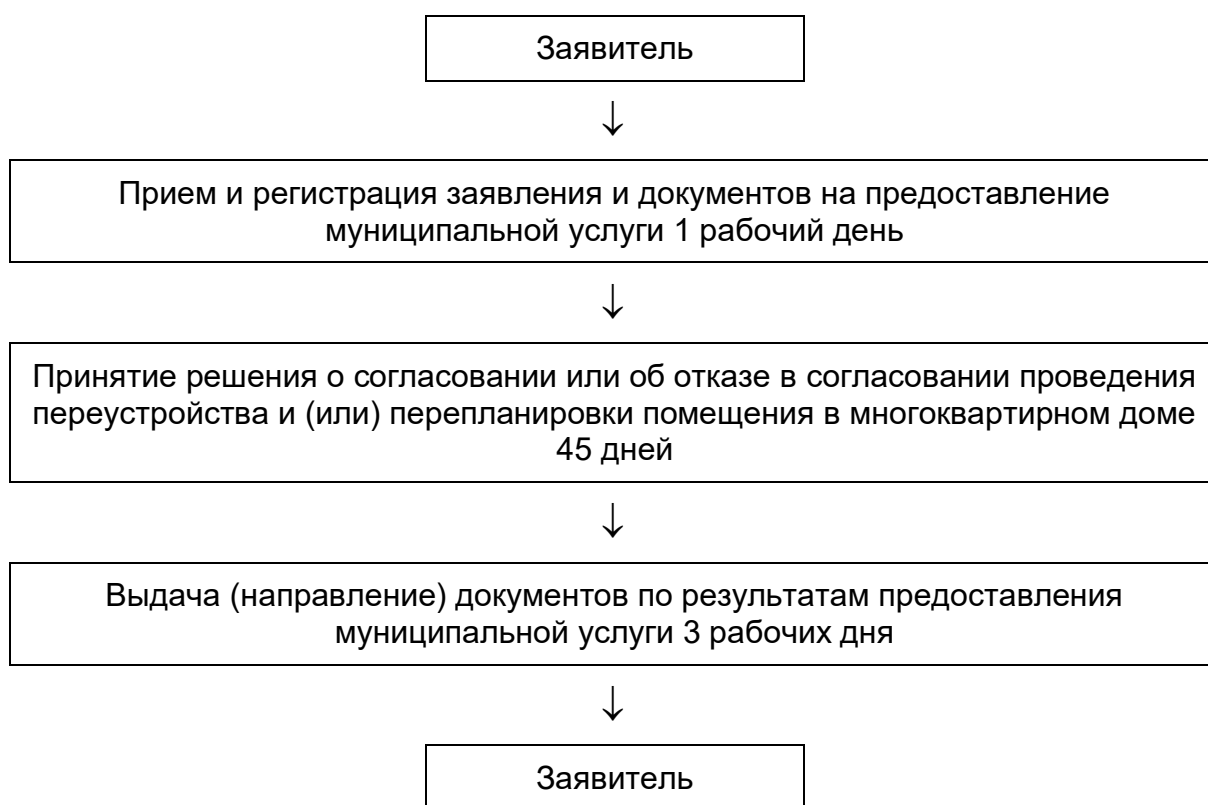 Заявитель
↓
Прием и регистрация заявления и документов на предоставление
муниципальной услуги 1 рабочий день
↓
Принятие решения о согласовании или об отказе в согласовании проведения
переустройства и (или) перепланировки помещения в многоквартирном доме
45 дней
↓
Выдача (направление) документов по результатам предоставления
муниципальной услуги 3 рабочих дня
↓
Заявитель